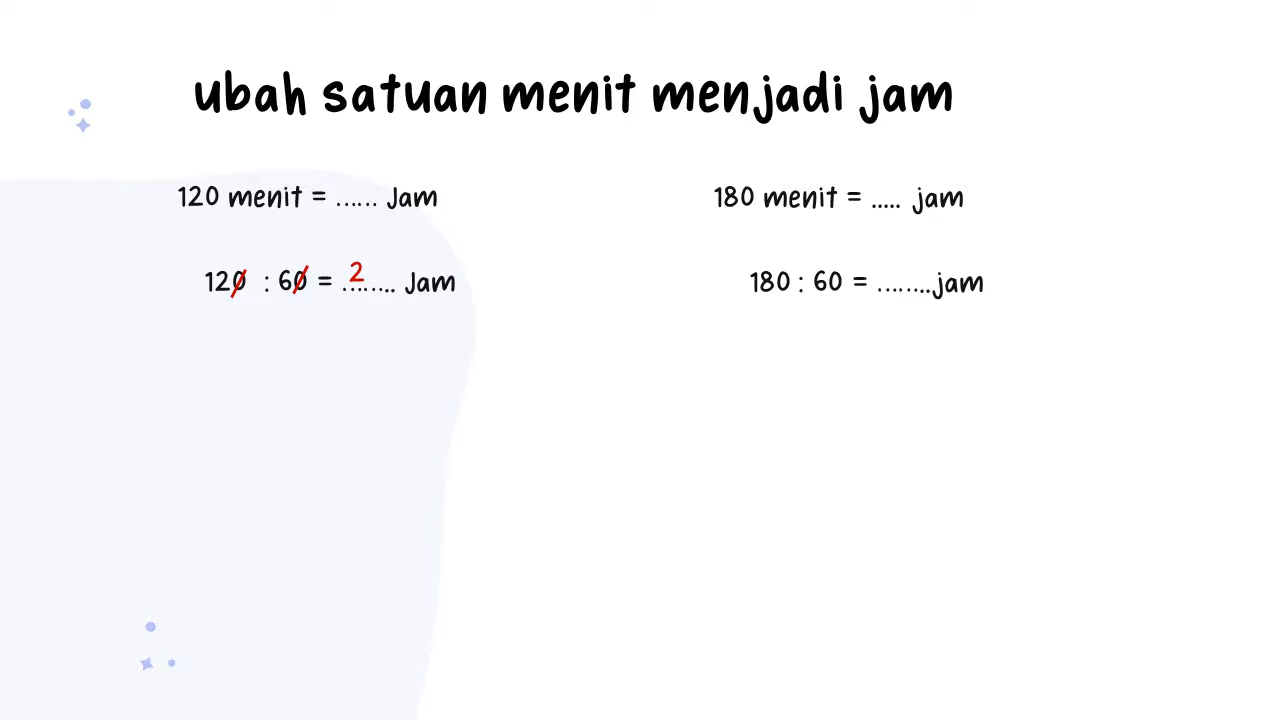 ubah satuan menit menjadi jam
120 menit = ...... Jam
120 : 60 = ........ Jam
2
180 menit = ..... jam
180 : 60 = ........jam